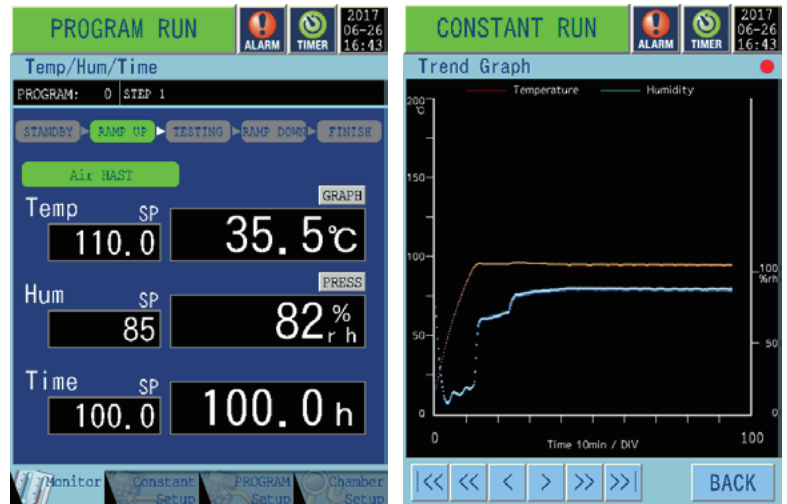 PROGRAM RUN
ALARM
TIMER
2017
06-26
16:43
Temp/Hum/Time
PROGRAM: 0 STEP 1
STANDBY RAMP UP TESTING RAMP DOWN FINISH
Air HAST
GRAPH
Temp SP
110.0 35.5℃
PRESS
Hum SP
85 82%rh
Time SP
100.0 100.0h
Monitor
Constant Setup
PROGRAM Setup
Chamber Setup
CONSTANT RUN
ALARM
TIMER
2017
06-26
16:43
Trend Graph
Temperature Humidity
200
℃
150
100
100
%rh
50
50
0
0
0 Time 10min / DIV 100
|<< << < > >> >>| BACK